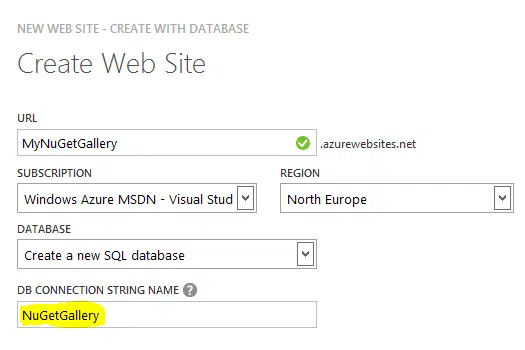 NEW WEB SITE - CREATE WITH DATABASE
Create Web Site
URL
MyNuGetGallery .azurewebsites.net
SUBSCRIPTION REGION
Windows Azure MSDN - Visual Stud North Europe
DATABASE
Create a new SQL database
DB CONNECTION STRING NAME ?
NuGetGallery